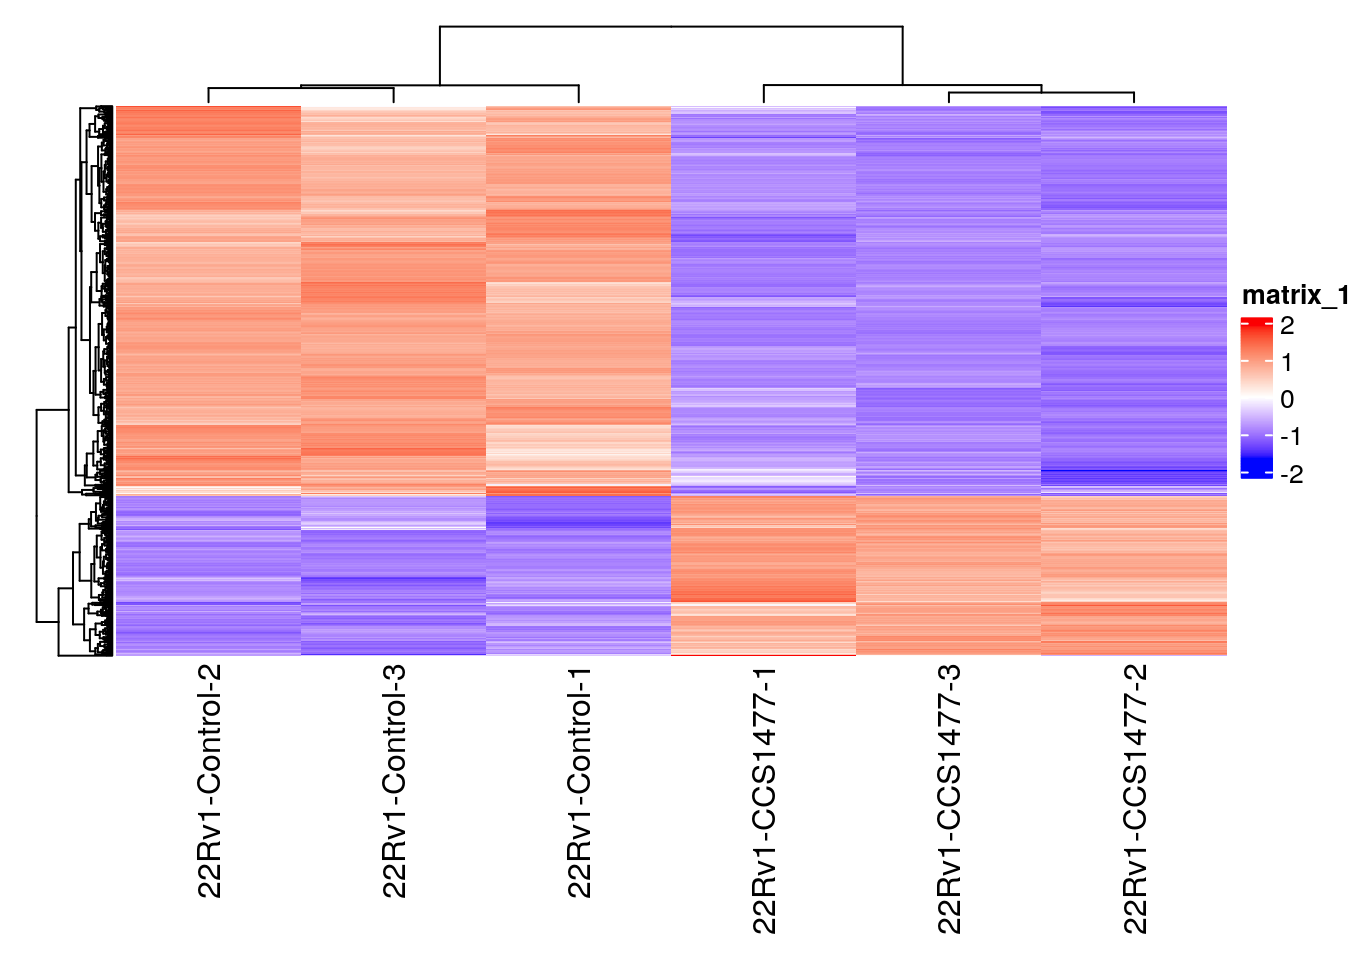 matrix_1
2
1
0
-1
-2
22Rv1-Control-2
22Rv1-Control-3
22Rv1-Control-1
22Rv1-CCS1477-1
22Rv1-CCS1477-3
22Rv1-CCS1477-2